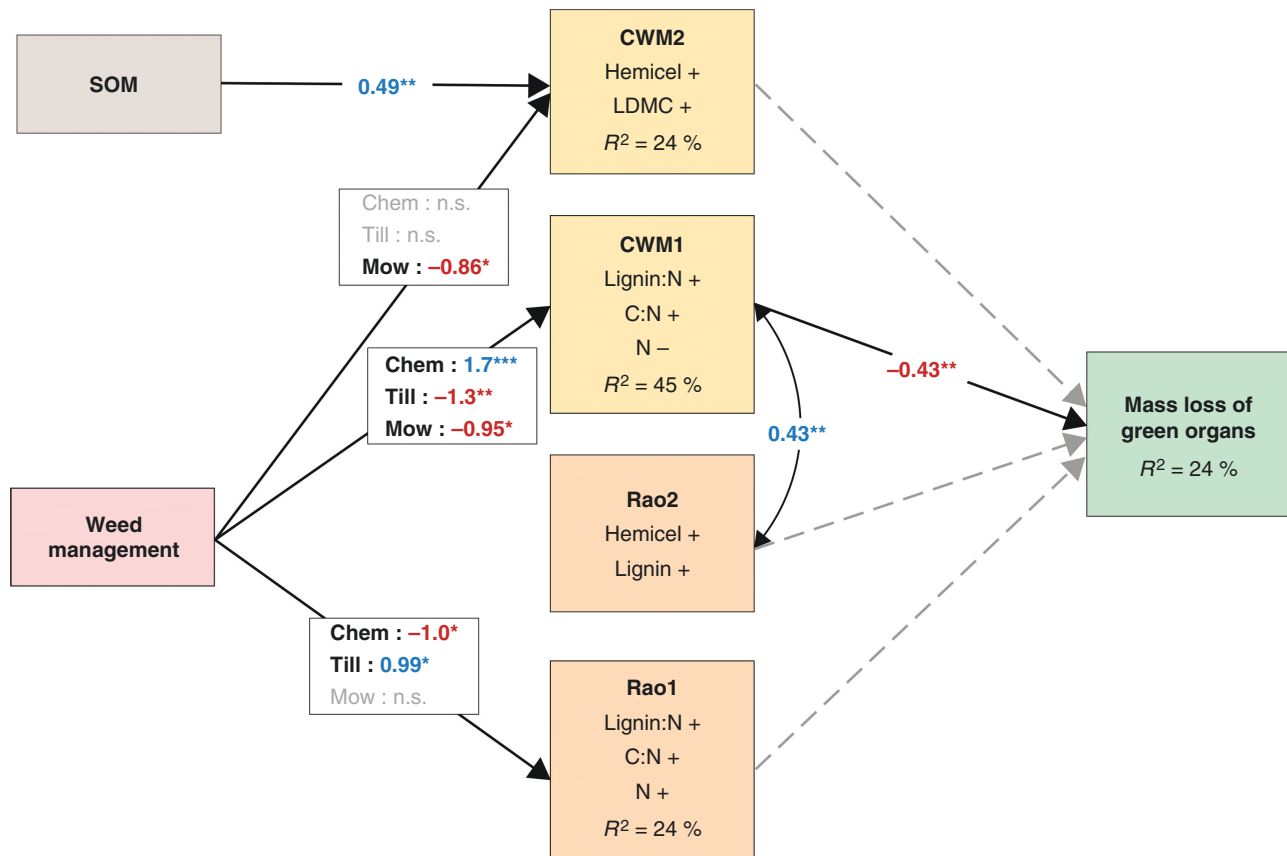 SOM
0.49**
CWM2
Hemicel +
LDMC +
R² = 24 %
Chem : n.s.
Till : n.s.
Mow : –0.86*
CWM1
Lignin:N +
C:N +
N –
R² = 45 %
Chem : 1.7***
Till : –1.3**
Mow : –0.95*
–0.43**
0.43**
Mass loss of
green organs
R² = 24 %
Weed
management
Rao2
Hemicel +
Lignin +
Chem : –1.0*
Till : 0.99*
Mow : n.s.
Rao1
Lignin:N +
C:N +
N +
R² = 24 %